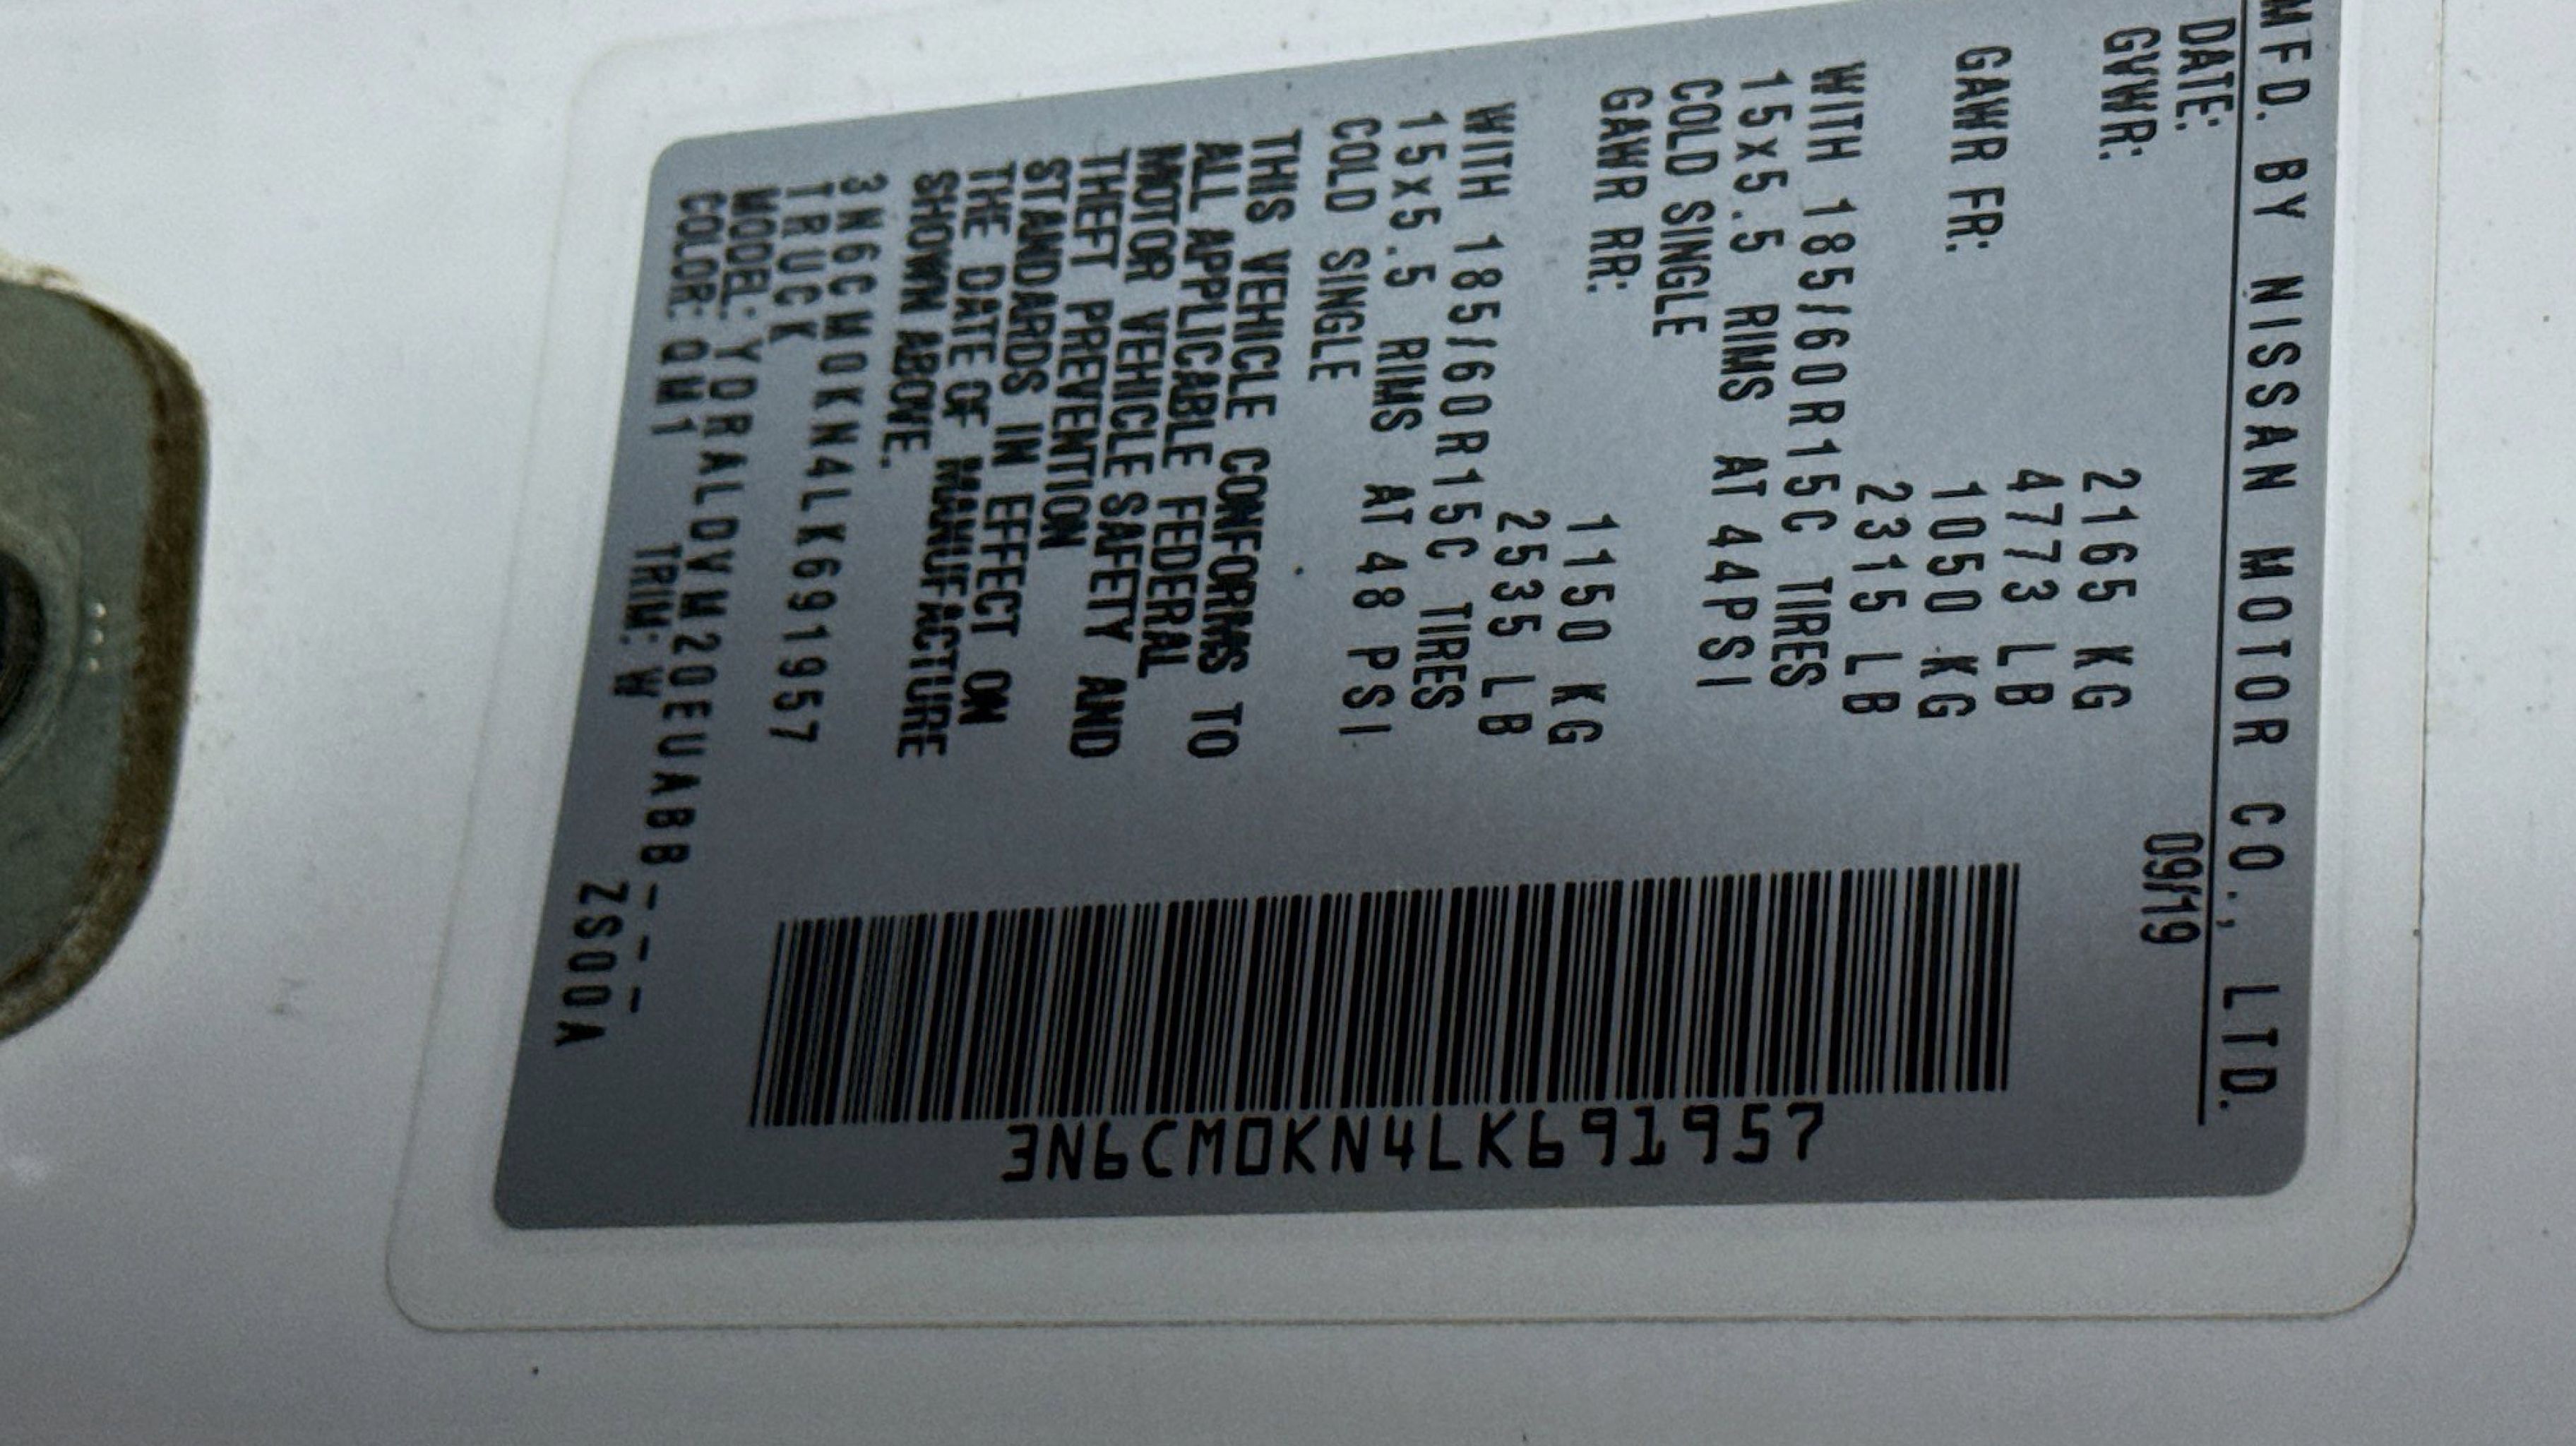 MFD. BY NISSAN MOTOR CO., LTD.
DATE: 09/19
GVWR: 2165 KG
4773 LB
GAWR FR: 1050 KG
2315 LB
WITH 185/60R15C TIRES
15x5.5 RIMS AT 44PSI
COLD SINGLE
GAWR RR: 1150 KG
2535 LB
WITH 185/60R15C TIRES
15x5.5 RIMS AT 48 PSI
COLD SINGLE
THIS VEHICLE CONFORMS TO
ALL APPLICABLE FEDERAL
MOTOR VEHICLE SAFETY AND
THEFT PREVENTION
STANDARDS IN EFFECT ON
THE DATE OF MANUFACTURE
SHOWN ABOVE.
3N6CM0KN4LK691957
TRUCK
MODEL: YDRALDYM20EUABB----
COLOR: QM1 TRIM: W ZS00A
3N6CM0KN4LK691957